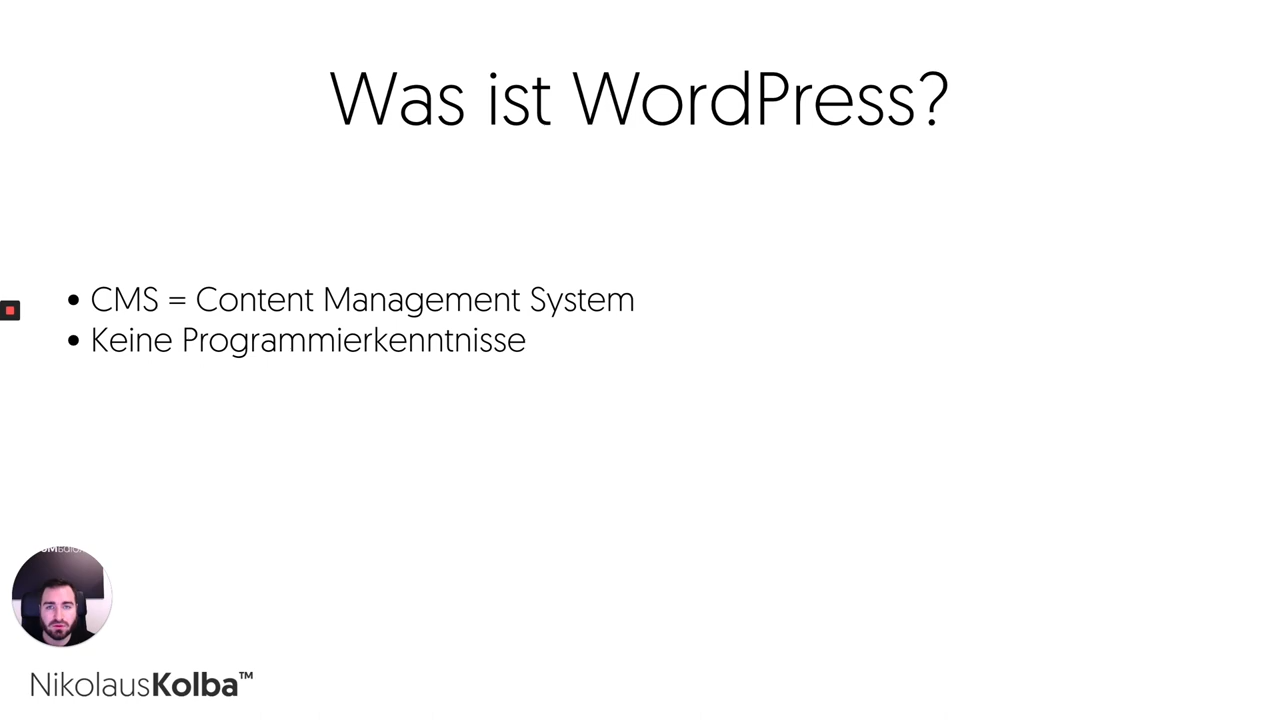 Was ist WordPress?
• CMS = Content Management System
• Keine Programmierkenntnisse
NikolausKolba™